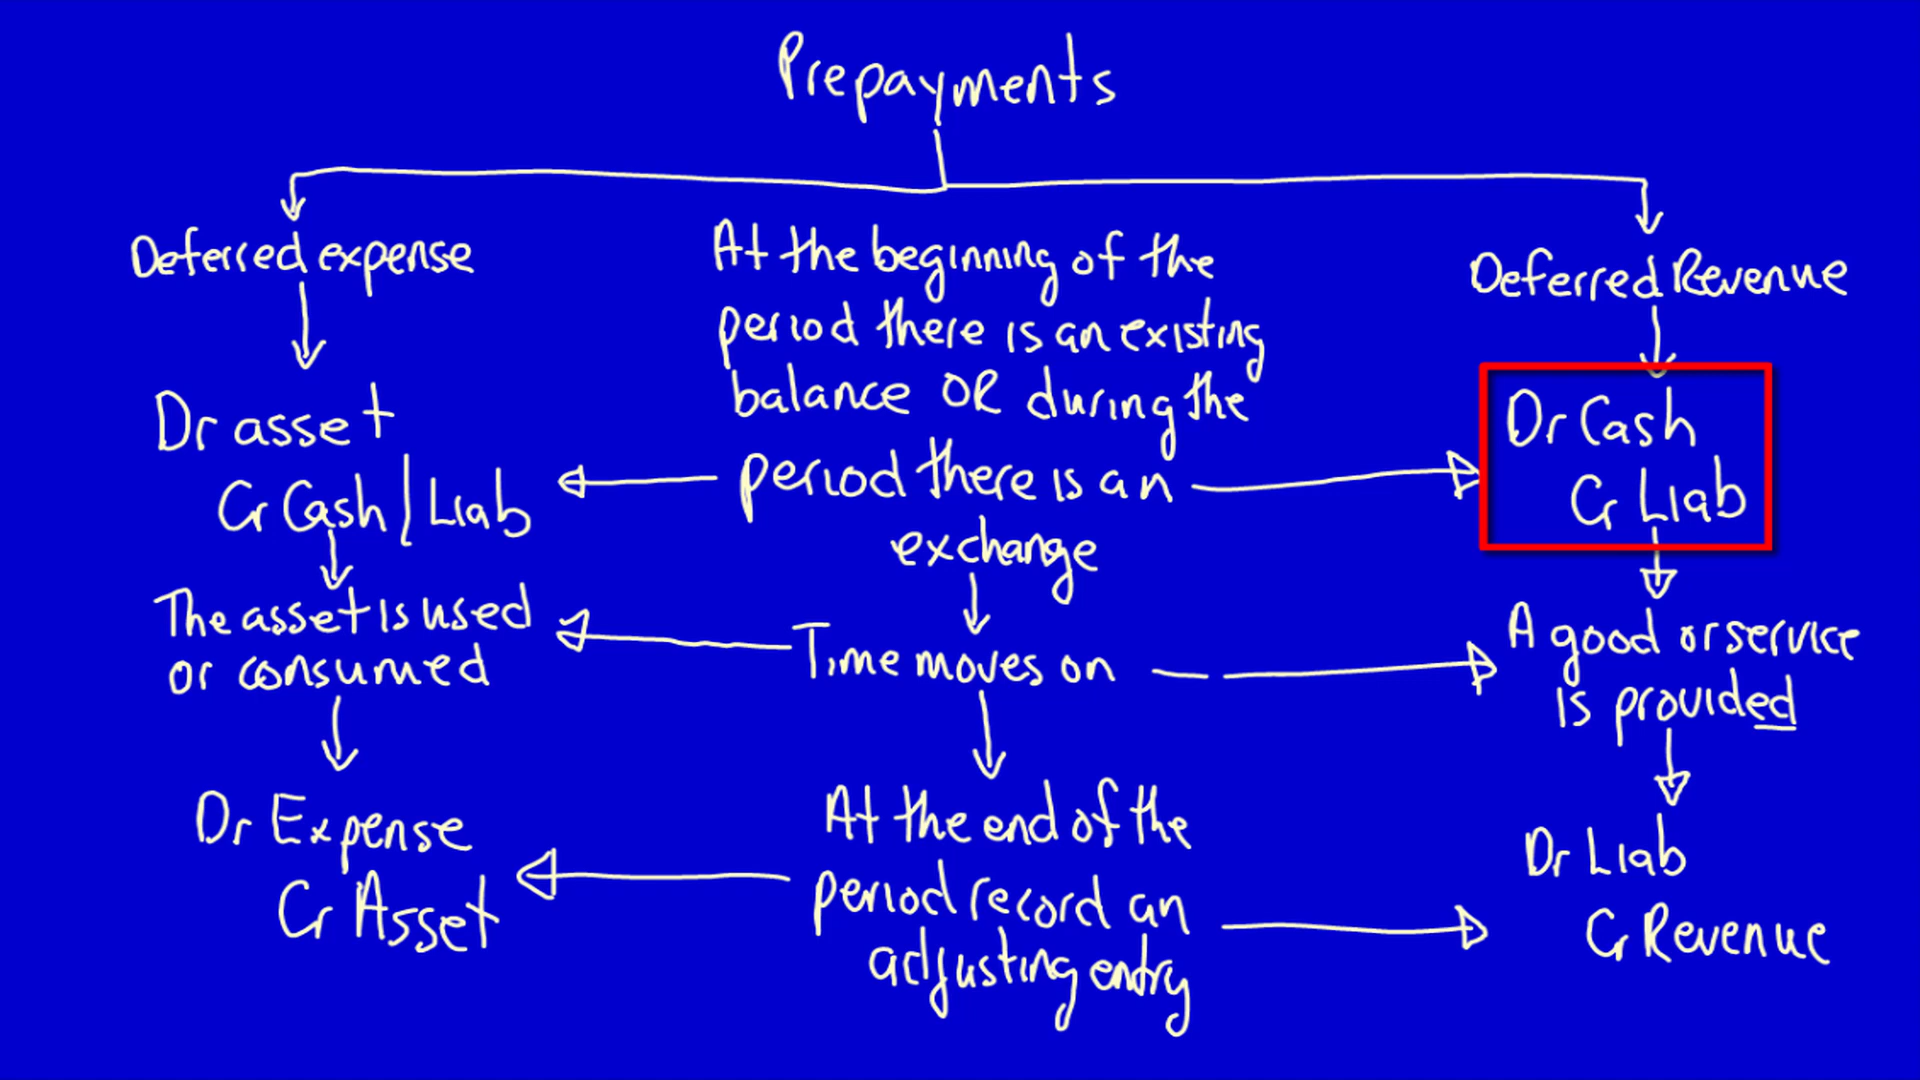 Prepayments
Deferred expense
Dr asset
Cr Cash/Liab
The asset is used
or consumed
Dr Expense
Cr Asset
At the beginning of the
period there is an existing
balance OR during the
period there is an
exchange
Time moves on
At the end of the
period record an
adjusting entry
Deferred Revenue
Dr Cash
Cr Liab
A good or service
is provided
Dr Liab
Cr Revenue